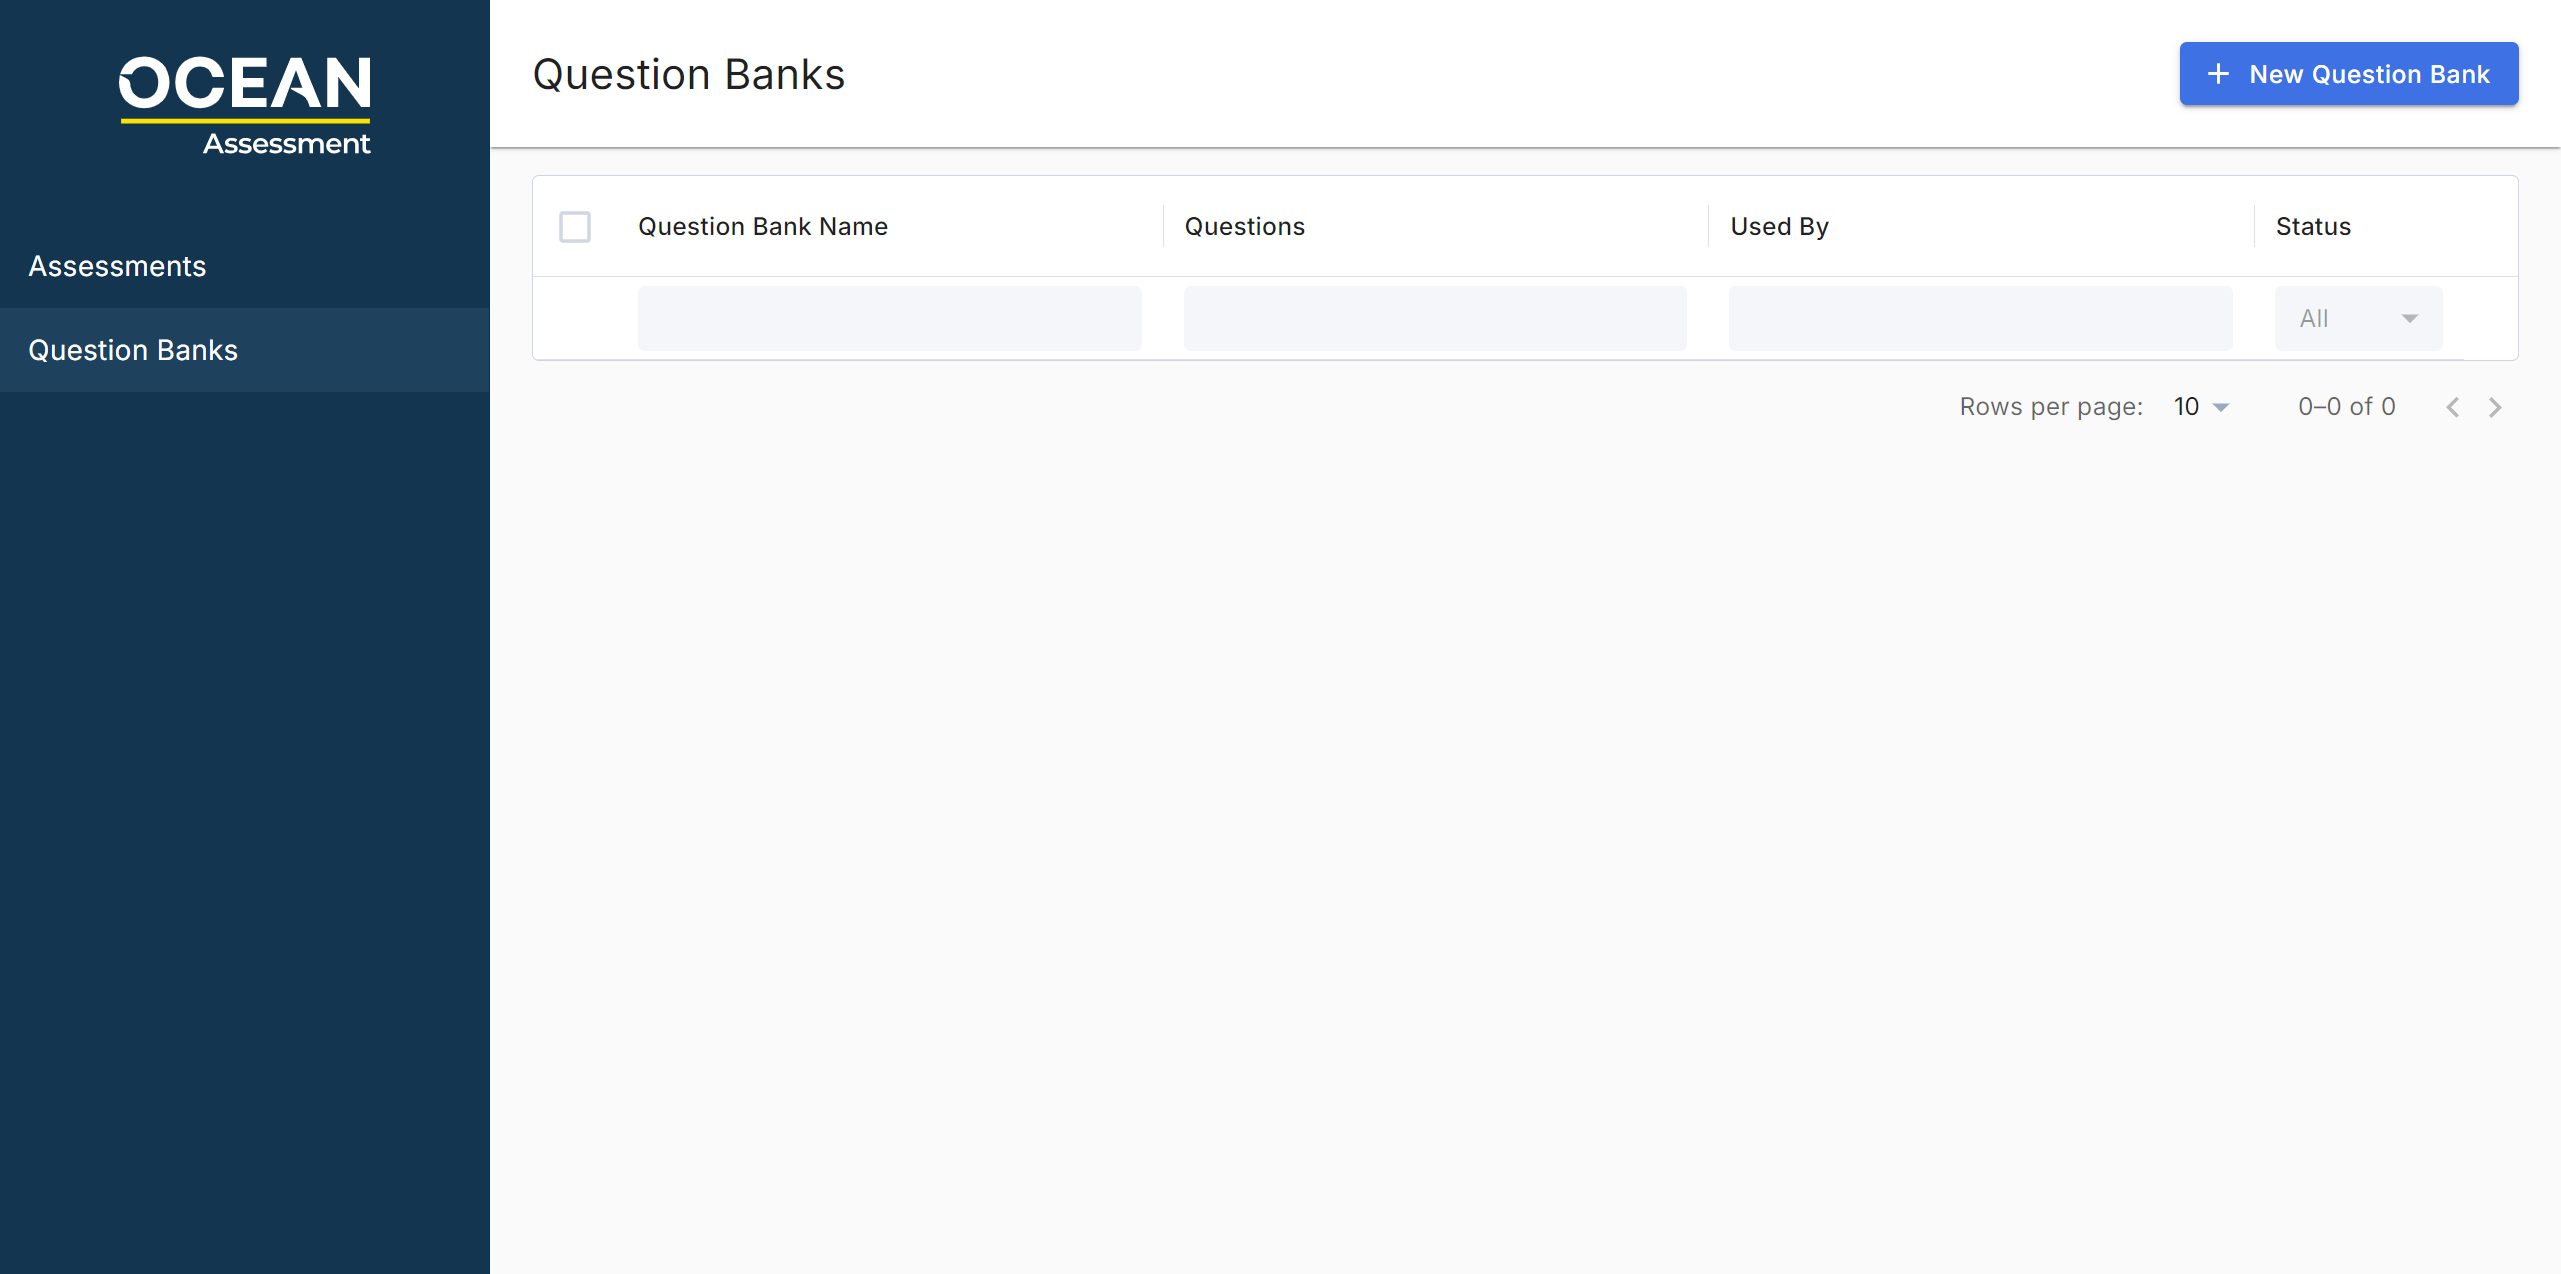 OCEAN
Assessment
Assessments
Question Banks
Question Banks
New Question Bank
Question Bank Name
Questions
Used By
Status
All
Rows per page: 10 0–0 of 0